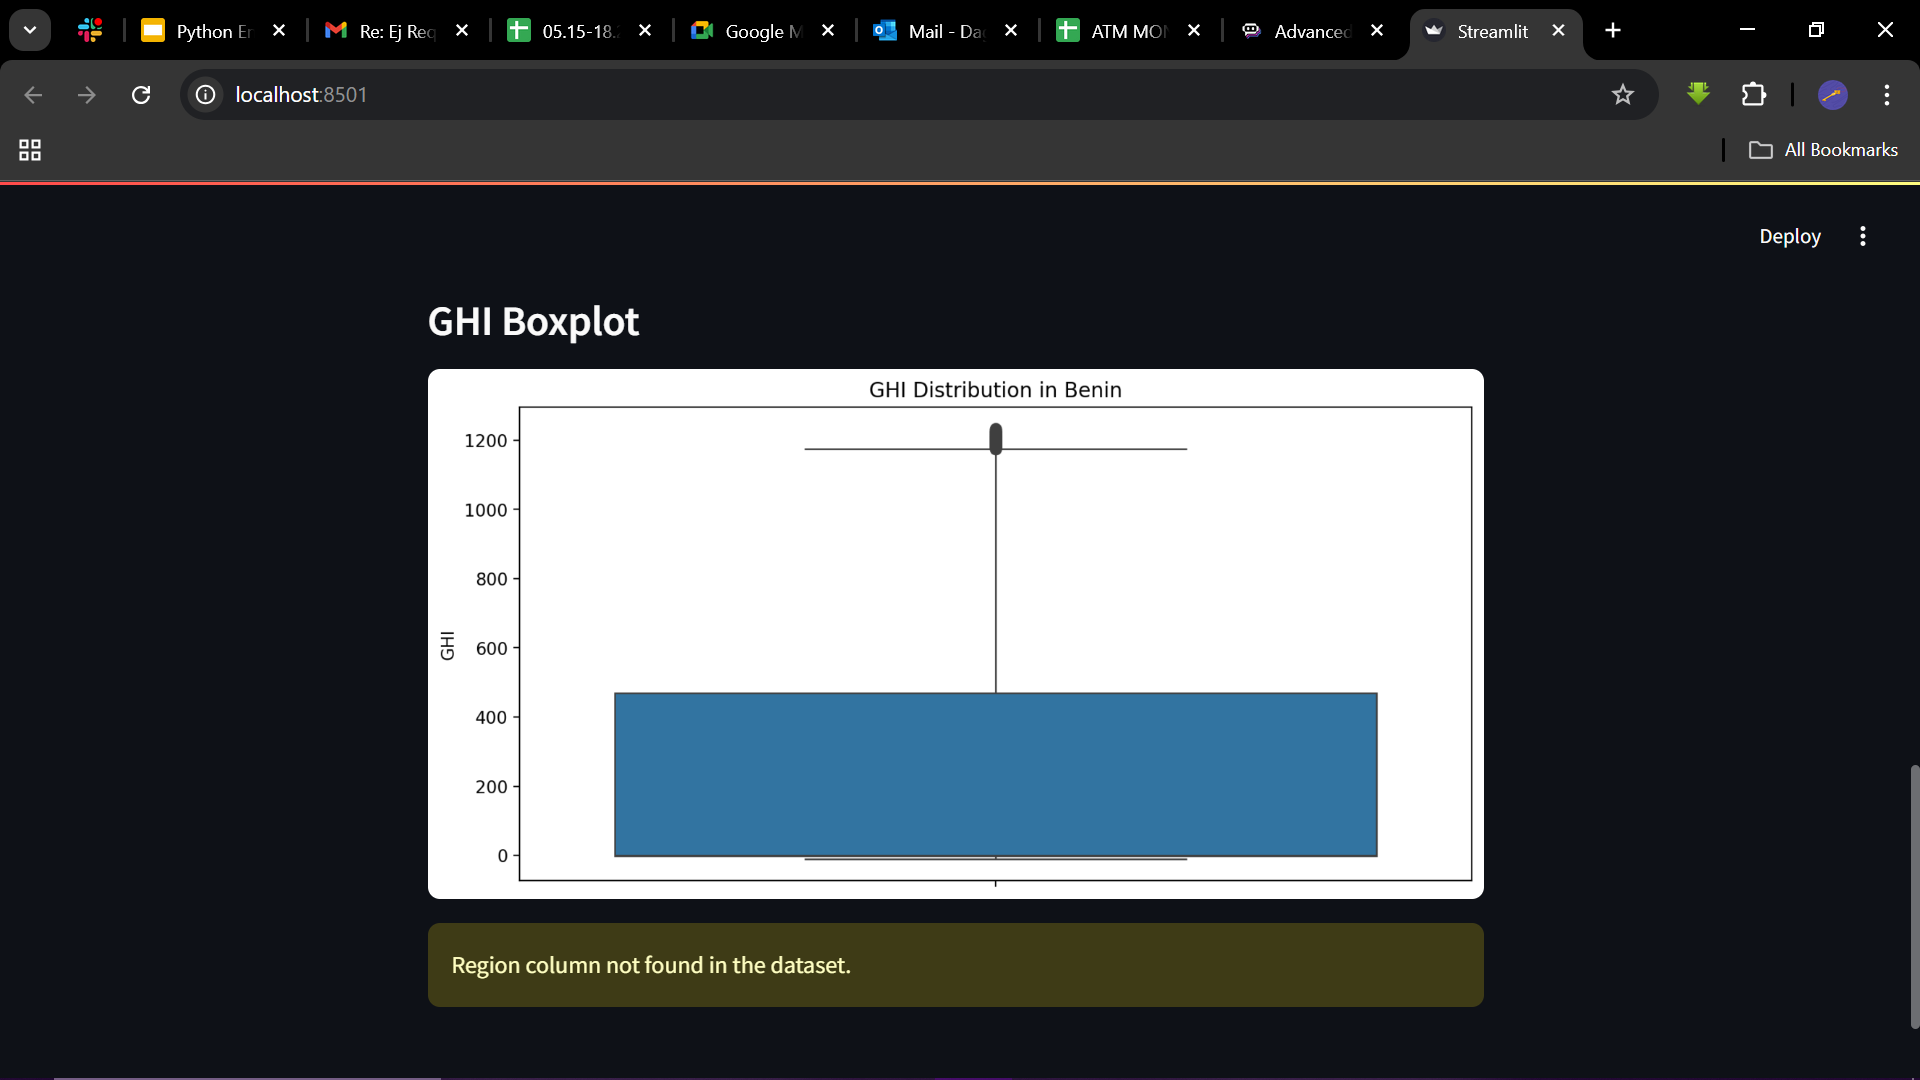 Python Er
Re: Ej Req
05.15-18.
Google M
Mail - Da
ATM MO
Advanced
Streamlit
localhost:8501
All Bookmarks
Deploy
GHI Boxplot
GHI Distribution in Benin
1200
1000
800
600
400
200
0
GHI
Region column not found in the dataset.